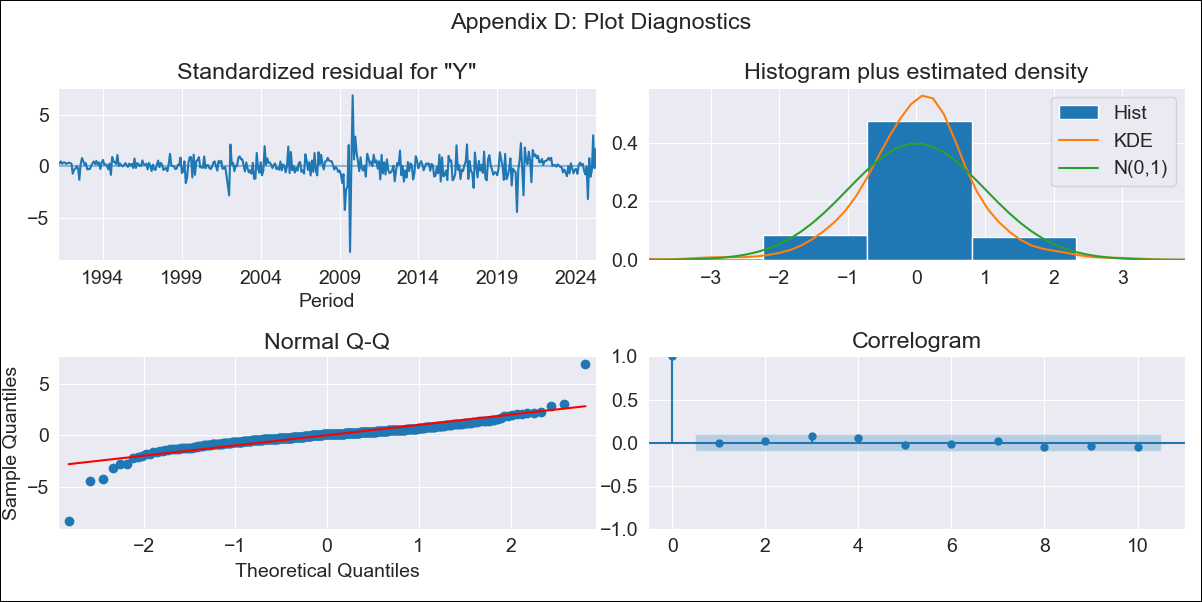 Appendix D: Plot Diagnostics
Standardized residual for "Y"
5
0
−5
1994 1999 2004 2009 2014 2019 2024
Period
Histogram plus estimated density
Hist
KDE
N(0,1)
0.4
0.2
0.0
−3 −2 −1 0 1 2 3
Normal Q-Q
Sample Quantiles
5
0
−5
−2 −1 0 1 2
Theoretical Quantiles
Correlogram
1.0
0.5
0.0
−0.5
−1.0
0 2 4 6 8 10